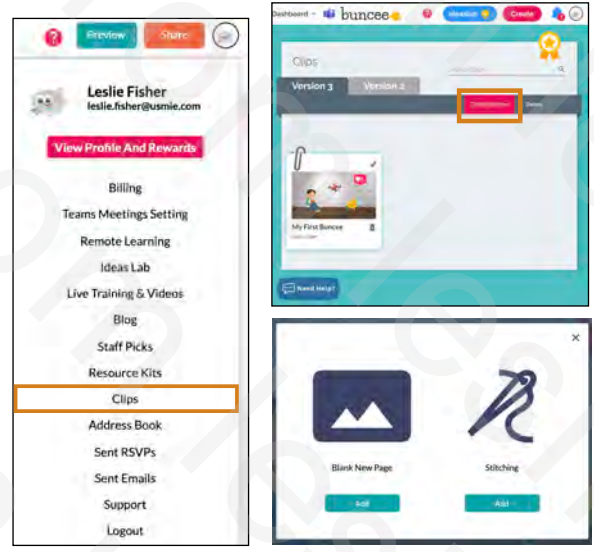 Preview Share
Leslie Fisher
leslie.fisher@usmie.com
View Profile And Rewards
Billing
Teams Meetings Setting
Remote Learning
Ideas Lab
Live Training & Videos
Blog
Staff Picks
Resource Kits
Clips
Address Book
Sent RSVPs
Sent Emails
Support
Logout
Dashboard buncee Create
Clips
Version 3 Version 2
My First Buncee
Need Help?
Blank New Page Stitching
Add Add